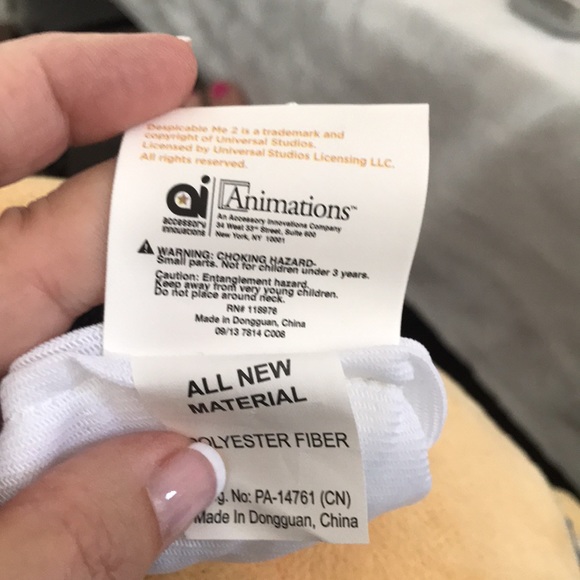 Despicable Me 2 is a trademark and
copyright of Universal Studios.
Licensed by Universal Studios Licensing LLC.
All rights reserved.
ai
accessory
innovations
Animations™
An Accessory Innovations Company
34 West 33rd Street, Suite 600
New York, NY 10001
WARNING: CHOKING HAZARD-
Small parts. Not for children under 3 years.
Caution: Entanglement hazard.
Keep away from very young children.
Do not place around neck.
RN# 118976
Made in Dongguan, China
09/13 7814 C006
ALL NEW
MATERIAL
POLYESTER FIBER
g. No: PA-14761 (CN)
Made In Dongguan, China